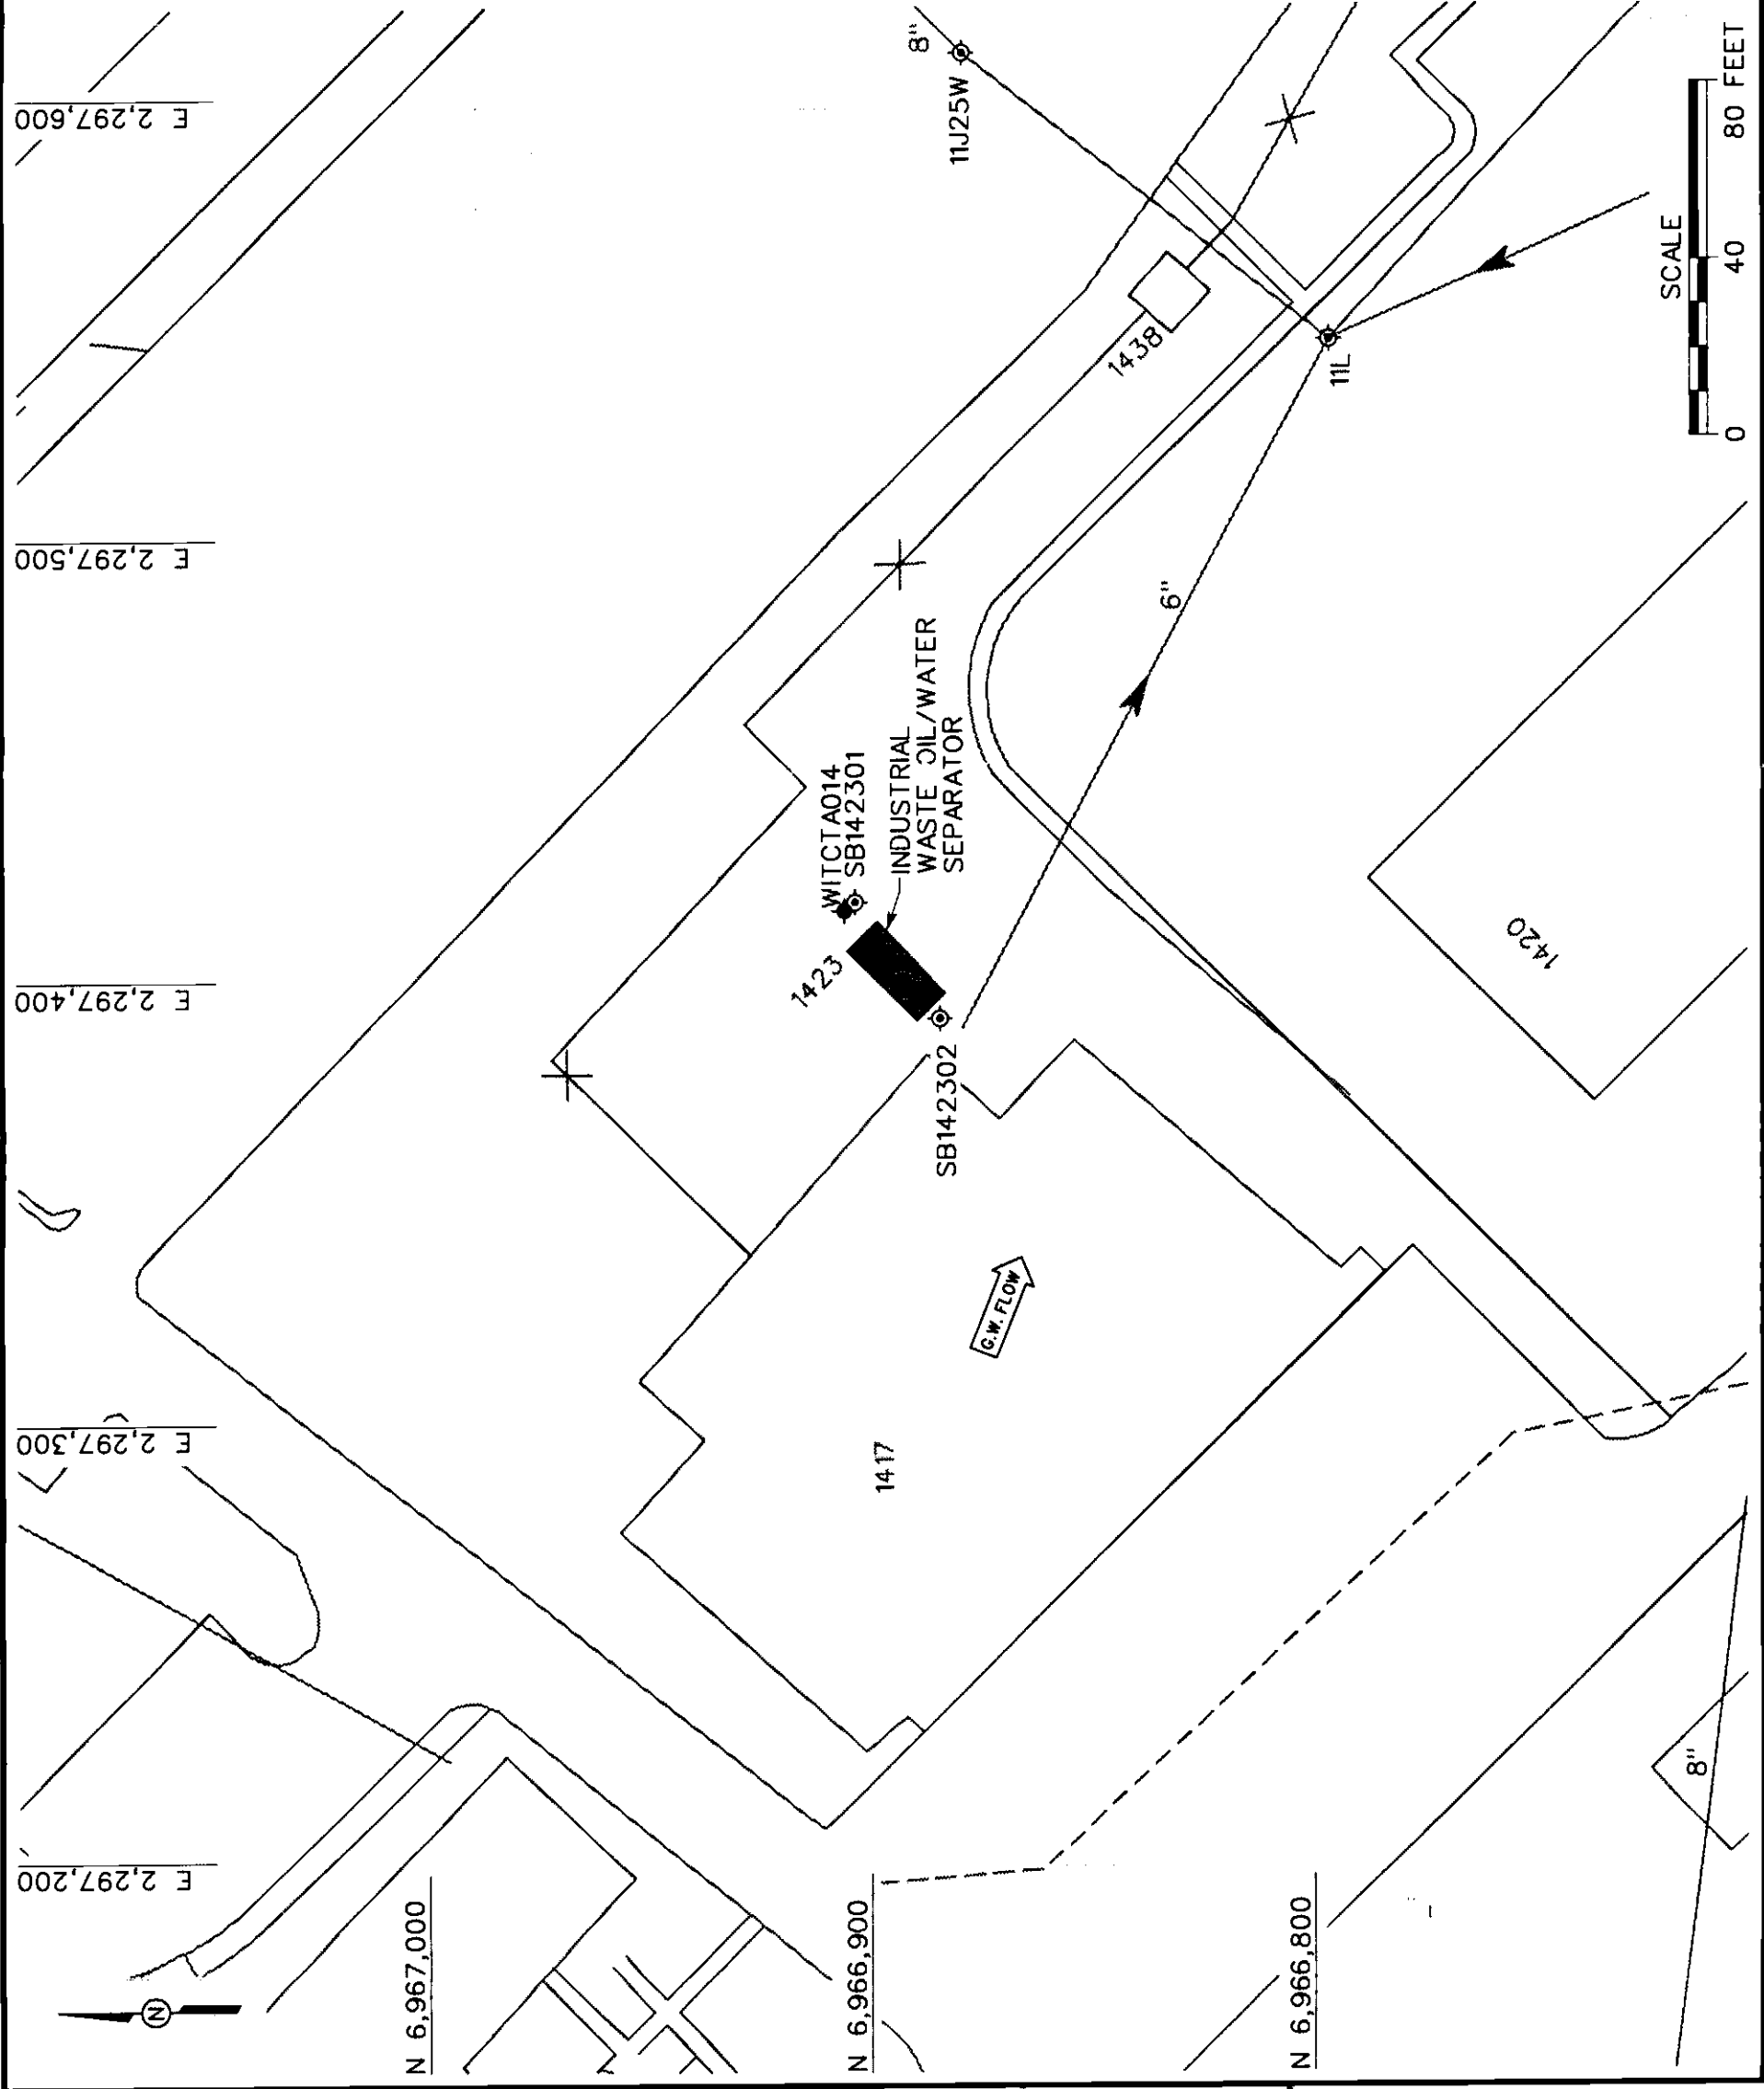 E 2,297,200
E 2,297,300
E 2,297,400
E 2,297,500
E 2,297,600
N
N 6,967,000
N 6,966,900
N 6,966,800
1417
G.W. FLOW
1423
WITCTA014
SB142301
INDUSTRIAL
WASTE OIL/WATER
SEPARATOR
SB142302
6"
8"
11J25W
1438
11L
1420
8"
SCALE
0 40 80 FEET